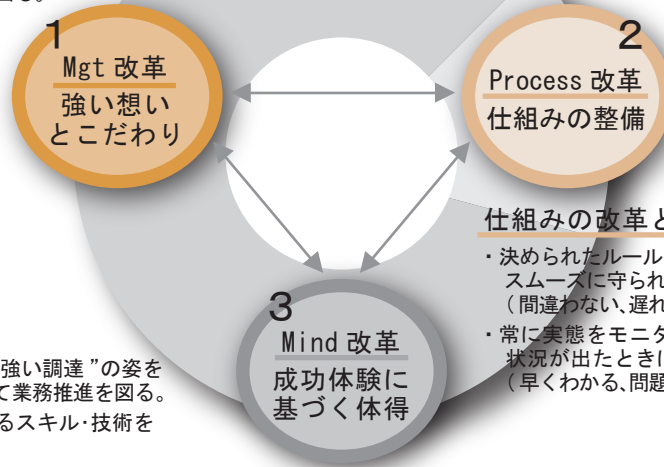 1
Mgt 改革
強い想い
とこだわり
2
Process 改革
仕組みの整備
仕組みの改革と
・決められたルール
スムーズに守られ
（間違わない、遅れ
・常に実態をモニタ
状況が出たときに
（早くわかる、問題
3
Mind 改革
成功体験に
基づく体得
強い調達”の姿を
て業務推進を図る。
るスキル・技術を